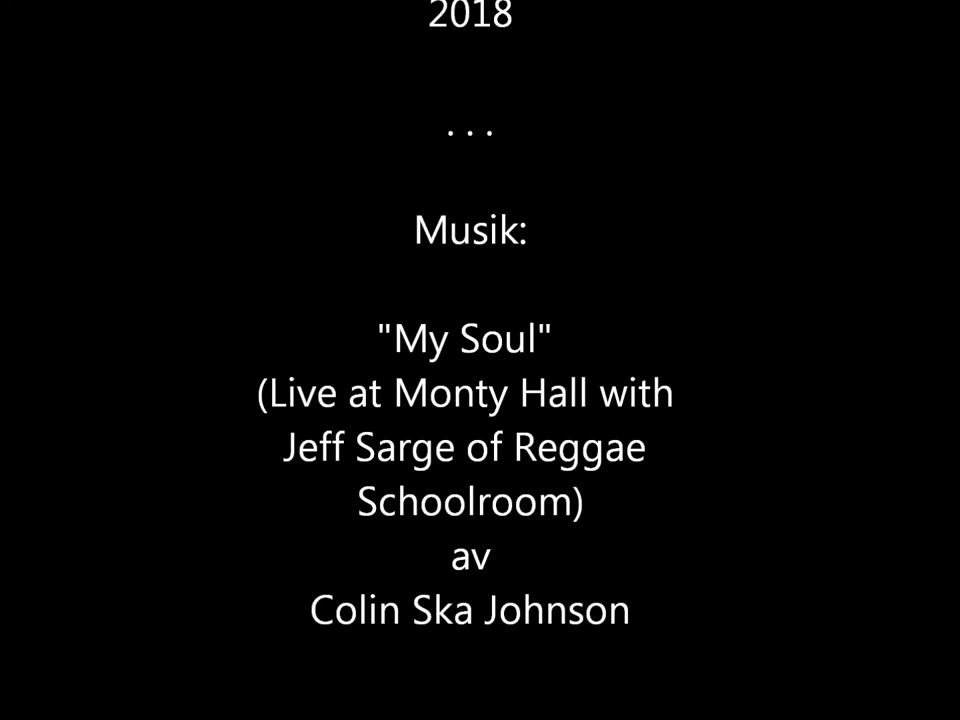 2018
. . .
Musik:
"My Soul"
(Live at Monty Hall with
Jeff Sarge of Reggae
Schoolroom)
av
Colin Ska Johnson